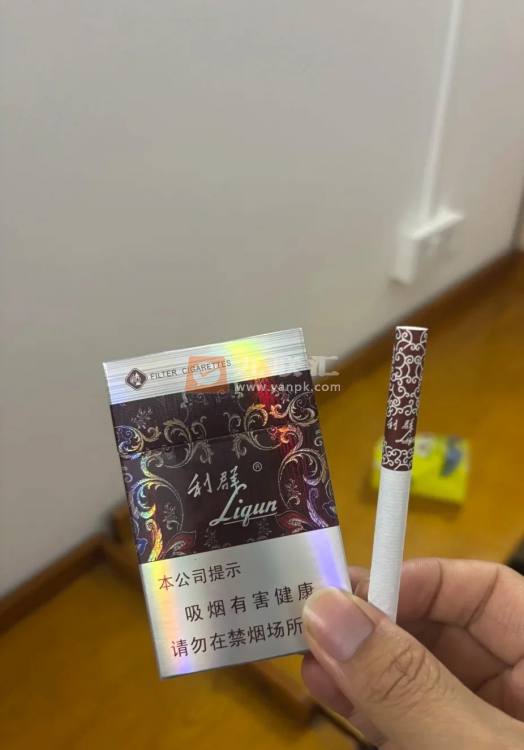 FILTER CIGARETTES
www.yanpk.com
利群®
Liqun
利群
Liqun
本公司提示
吸烟有害健康
请勿在禁烟场所